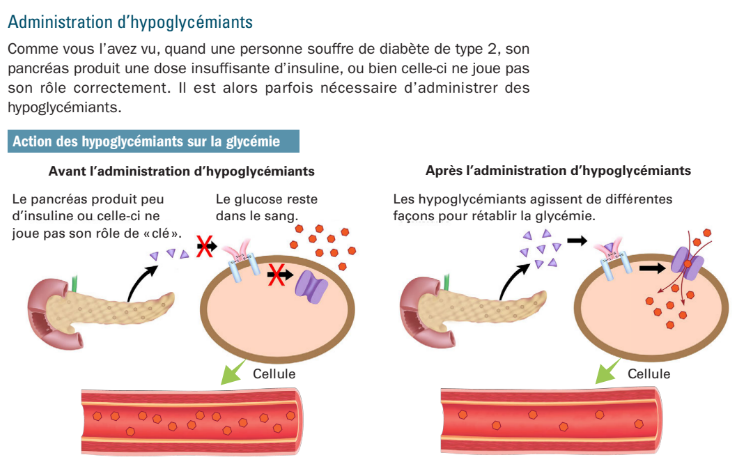 Administration d'hypoglycémiants
Comme vous l'avez vu, quand une personne souffre de diabète de type 2, son
pancréas produit une dose insuffisante d'insuline, ou bien celle-ci ne joue pas
son rôle correctement. Il est alors parfois nécessaire d'administrer des
hypoglycémiants.
Action des hypoglycémiants sur la glycémie
Avant l'administration d'hypoglycémiants
Le pancréas produit peu
d'insuline ou celle-ci ne
joue pas son rôle de «clé».
Le glucose reste
dans le sang.
Cellule
Après l'administration d'hypoglycémiants
Les hypoglycémiants agissent de différentes
façons pour rétablir la glycémie.
Cellule